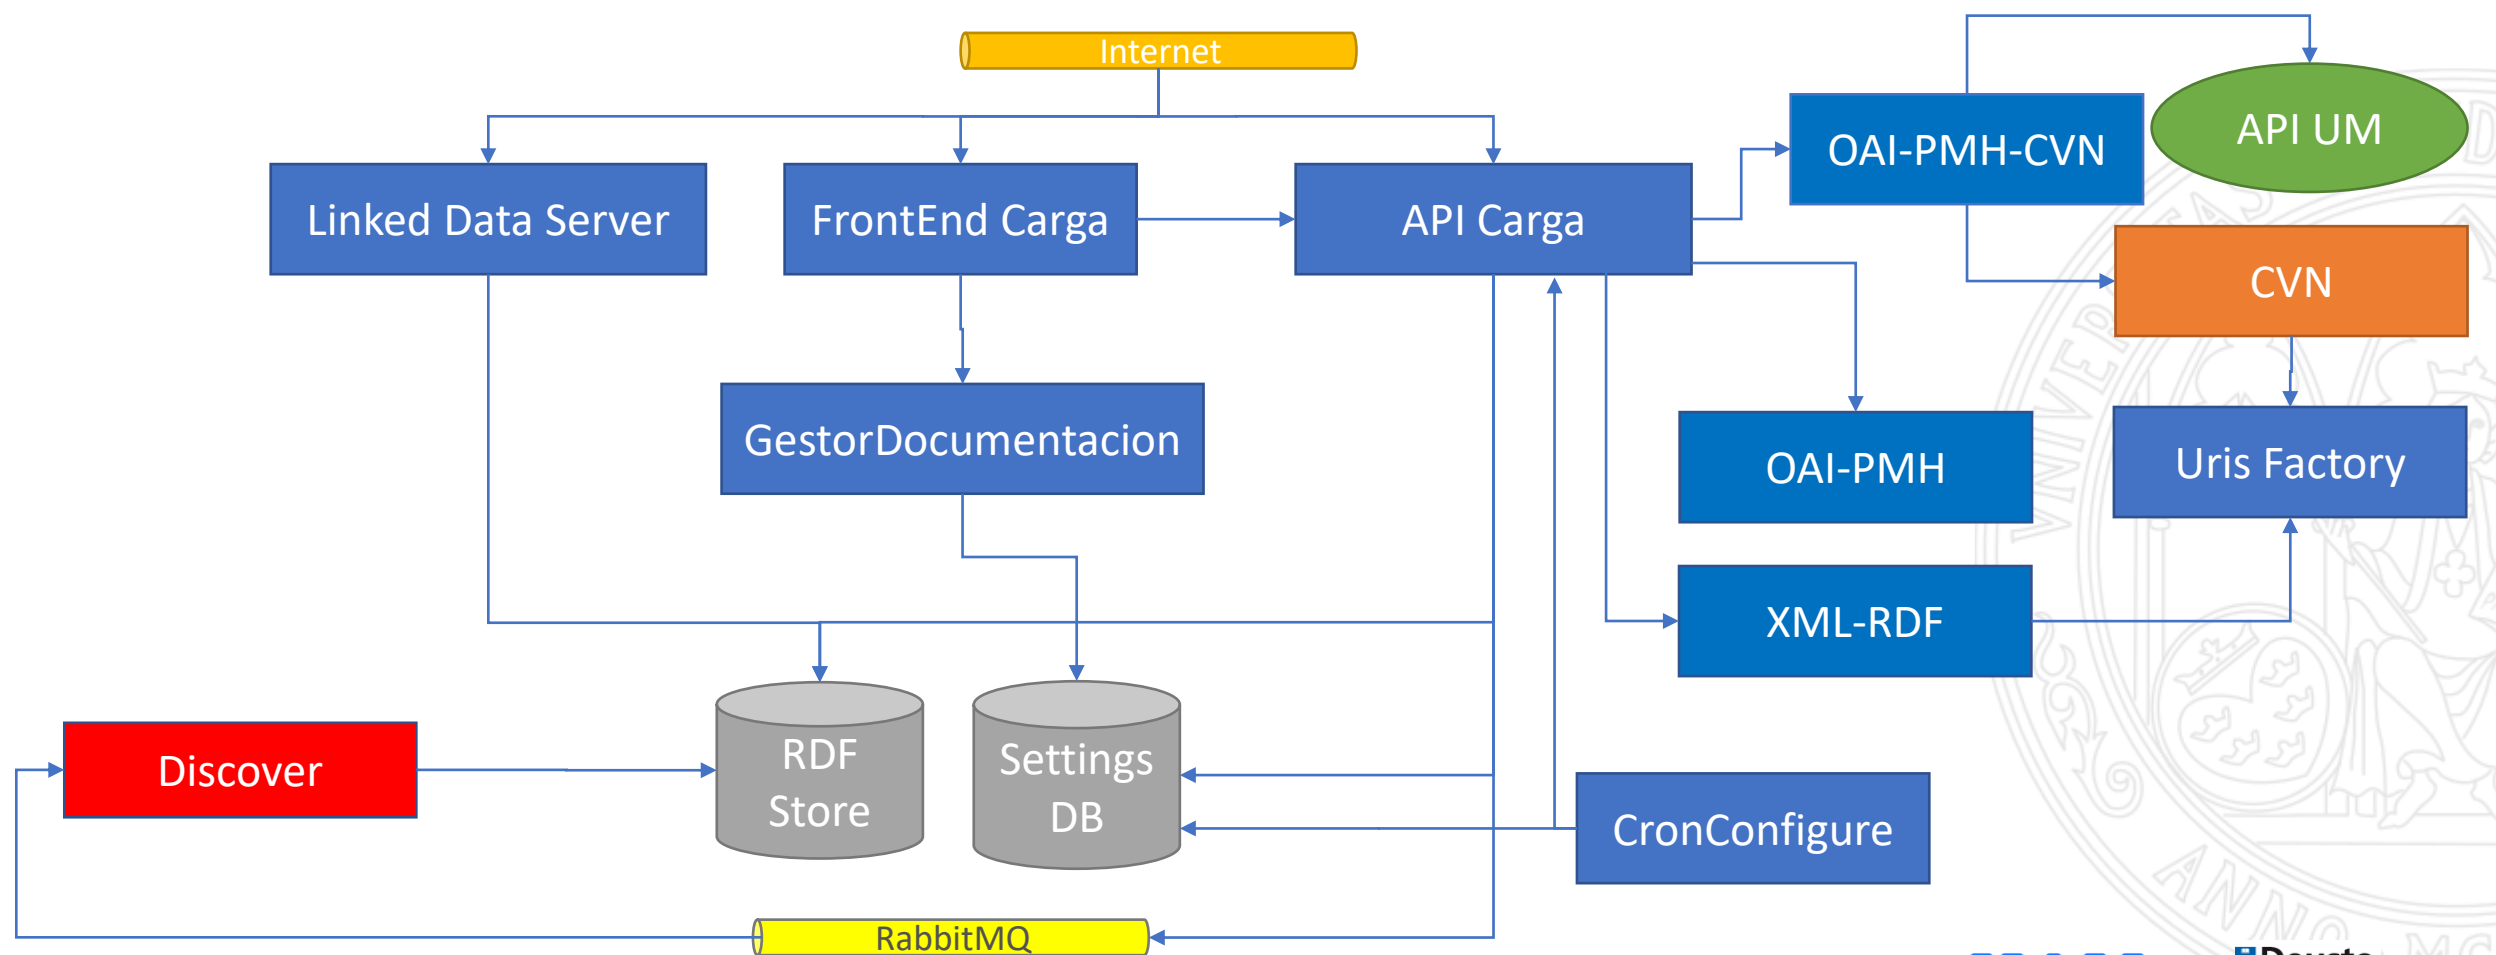 Internet
OAI-PMH-CVN
API UM
Linked Data Server
FrontEnd Carga
API Carga
CVN
GestorDocumentacion
OAI-PMH
Uris Factory
XML-RDF
RDF
Store
Settings
DB
Discover
CronConfigure
RabbitMQ
ANNO